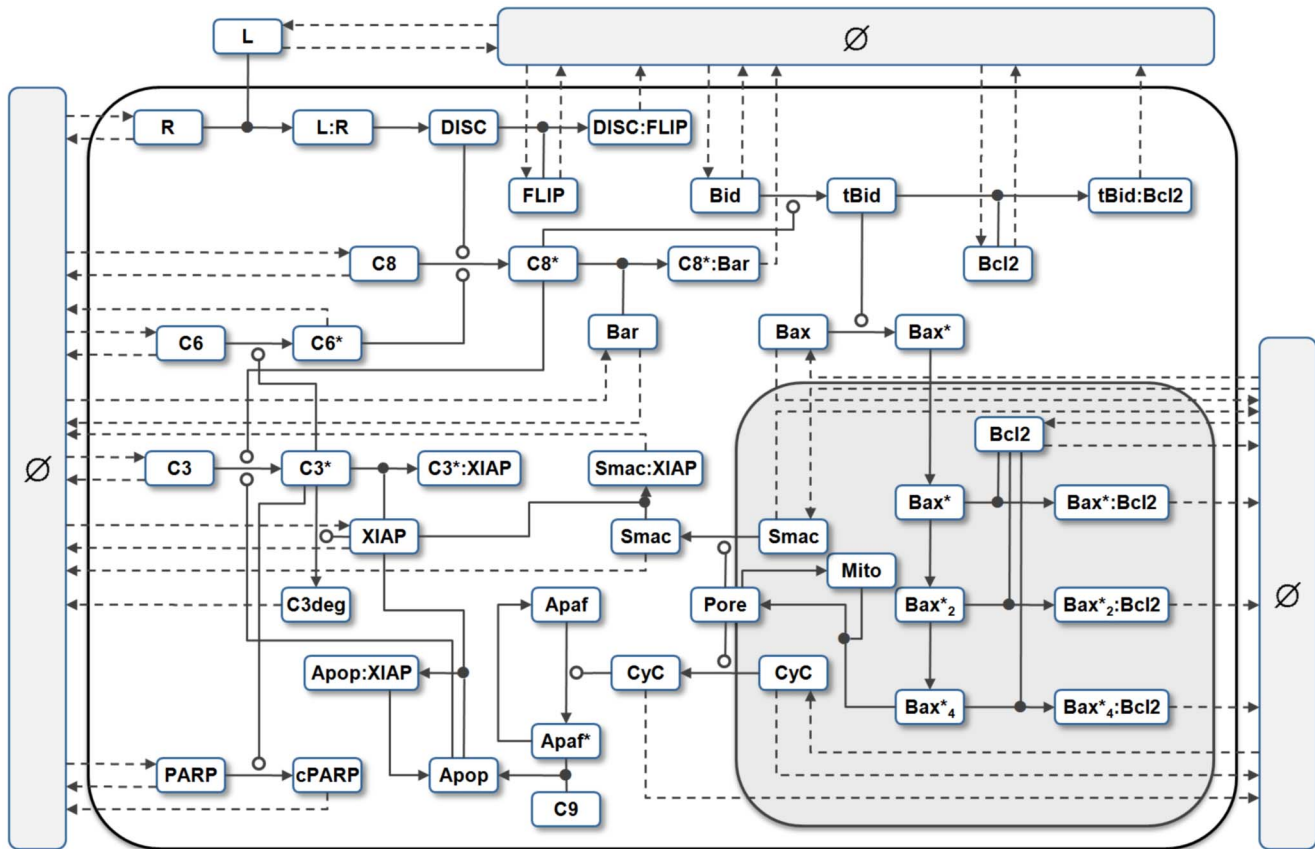 L
∅
R
L:R
DISC
DISC:FLIP
FLIP
Bid
tBid
tBid:Bcl2
C8
C8*
C8*:Bar
Bcl2
C6
C6*
Bar
Bax
Bax*
Bcl2
∅
C3
C3*
C3*:XIAP
Smac:XIAP
Bax*
Bax*:Bcl2
XIAP
Smac
Smac
Mito
∅
C3deg
Apaf
Pore
Bax*₂
Bax*₂:Bcl2
Apop:XIAP
CyC
CyC
Bax*₄
Bax*₄:Bcl2
Apaf*
PARP
cPARP
Apop
C9